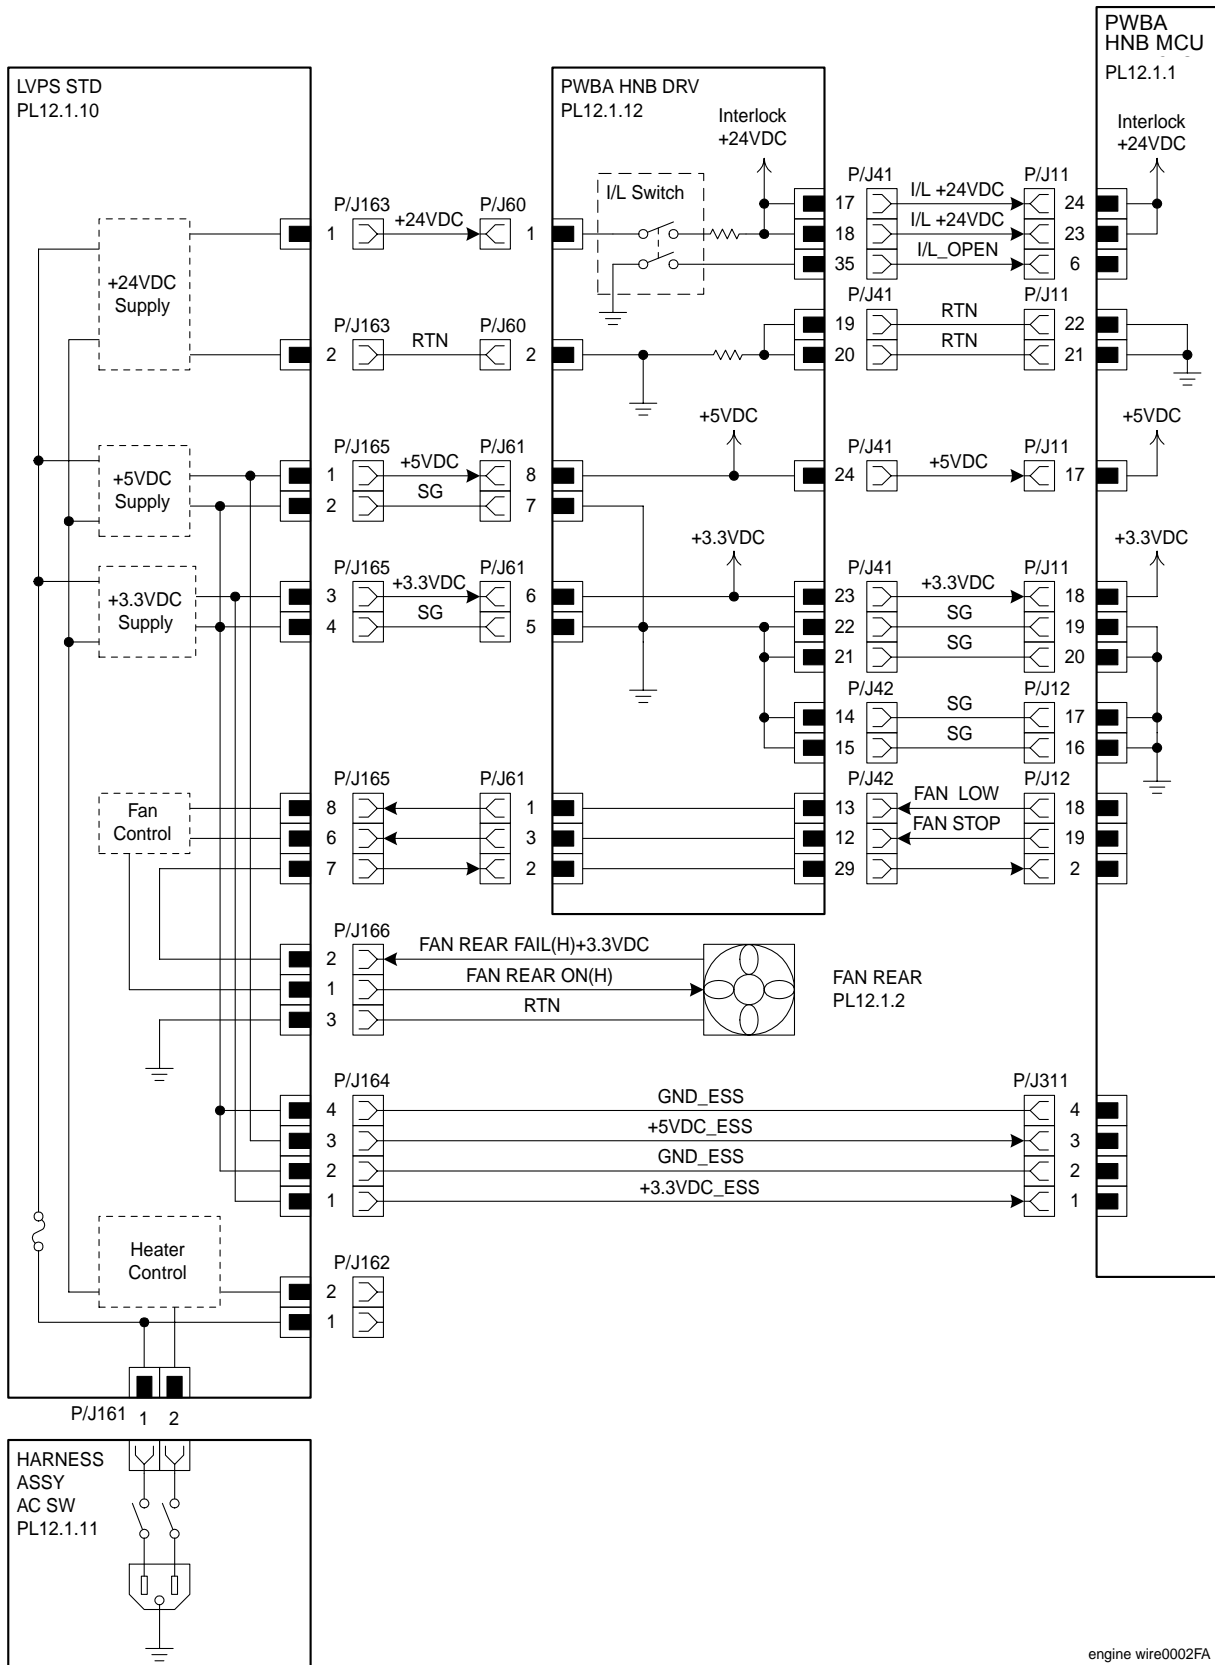 PWBA
HNB MCU
PL12.1.1
LVPS STD
PL12.1.10
PWBA HNB DRV
PL12.1.12
Interlock
+24VDC
Interlock
+24VDC
I/L Switch
P/J41
P/J11
P/J163
P/J60
+24VDC
1
1
17
I/L +24VDC
24
18
I/L +24VDC
23
35
I/L_OPEN
6
+24VDC
Supply
P/J163
P/J60
RTN
2
2
P/J41
P/J11
19
RTN
22
20
RTN
21
+5VDC
+5VDC
+5VDC
Supply
P/J165
P/J61
1
+5VDC
8
2
SG
7
P/J41
P/J11
24
+5VDC
17
+3.3VDC
+3.3VDC
+3.3VDC
Supply
P/J165
P/J61
3
+3.3VDC
6
4
SG
5
P/J41
P/J11
23
+3.3VDC
18
22
SG
19
21
SG
20
P/J42
P/J12
14
SG
17
15
SG
16
Fan
Control
P/J165
P/J61
8
1
6
3
7
2
P/J42
P/J12
13
FAN LOW
18
12
FAN STOP
19
29
2
P/J166
2
FAN REAR FAIL(H)+3.3VDC
1
FAN REAR ON(H)
3
RTN
FAN REAR
PL12.1.2
P/J164
P/J311
4
GND_ESS
4
3
+5VDC_ESS
3
2
GND_ESS
2
1
+3.3VDC_ESS
1
Heater
Control
P/J162
2
1
P/J161
1
2
HARNESS
ASSY
AC SW
PL12.1.11
engine wire0002FA